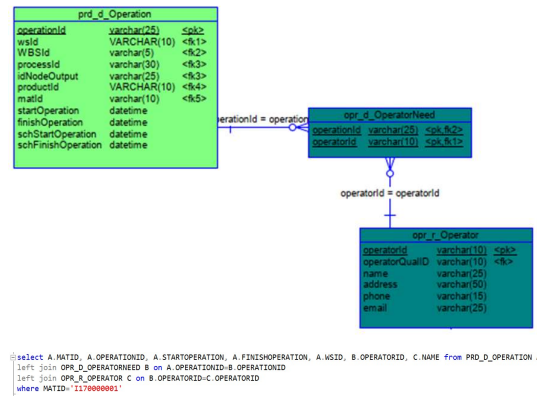 prd_d_Operation
operationId varchar(25) <pk>
wsId VARCHAR(10) <fk1>
WBSId varchar(5) <fk2>
processId varchar(30) <fk3>
idNodeOutput varchar(25) <fk3>
productId VARCHAR(10) <fk4>
matId varchar(10) <fk5>
startOperation datetime
finishOperation datetime
schStartOperation datetime
schFinishOperation datetime
erationId = operation
opr_d_OperatorNeed
operationId varchar(25) <pk,fk2>
operatorId varchar(10) <pk,fk1>
operatorId = operatorId
opr_r_Operator
operatorId varchar(10) <pk>
operatorQualID varchar(10) <fk>
name varchar(25)
address varchar(50)
phone varchar(15)
email varchar(25)
select A.MATID, A.OPERATIONID, A.STARTOPERATION, A.FINISHOPERATION, A.WSID, B.OPERATORID, C.NAME from PRD_D_OPERATION
left join OPR_D_OPERATORNEED B on A.OPERATIONID=B.OPERATIONID
left join OPR_R_OPERATOR C on B.OPERATORID=C.OPERATORID
where MATID='I170000001'